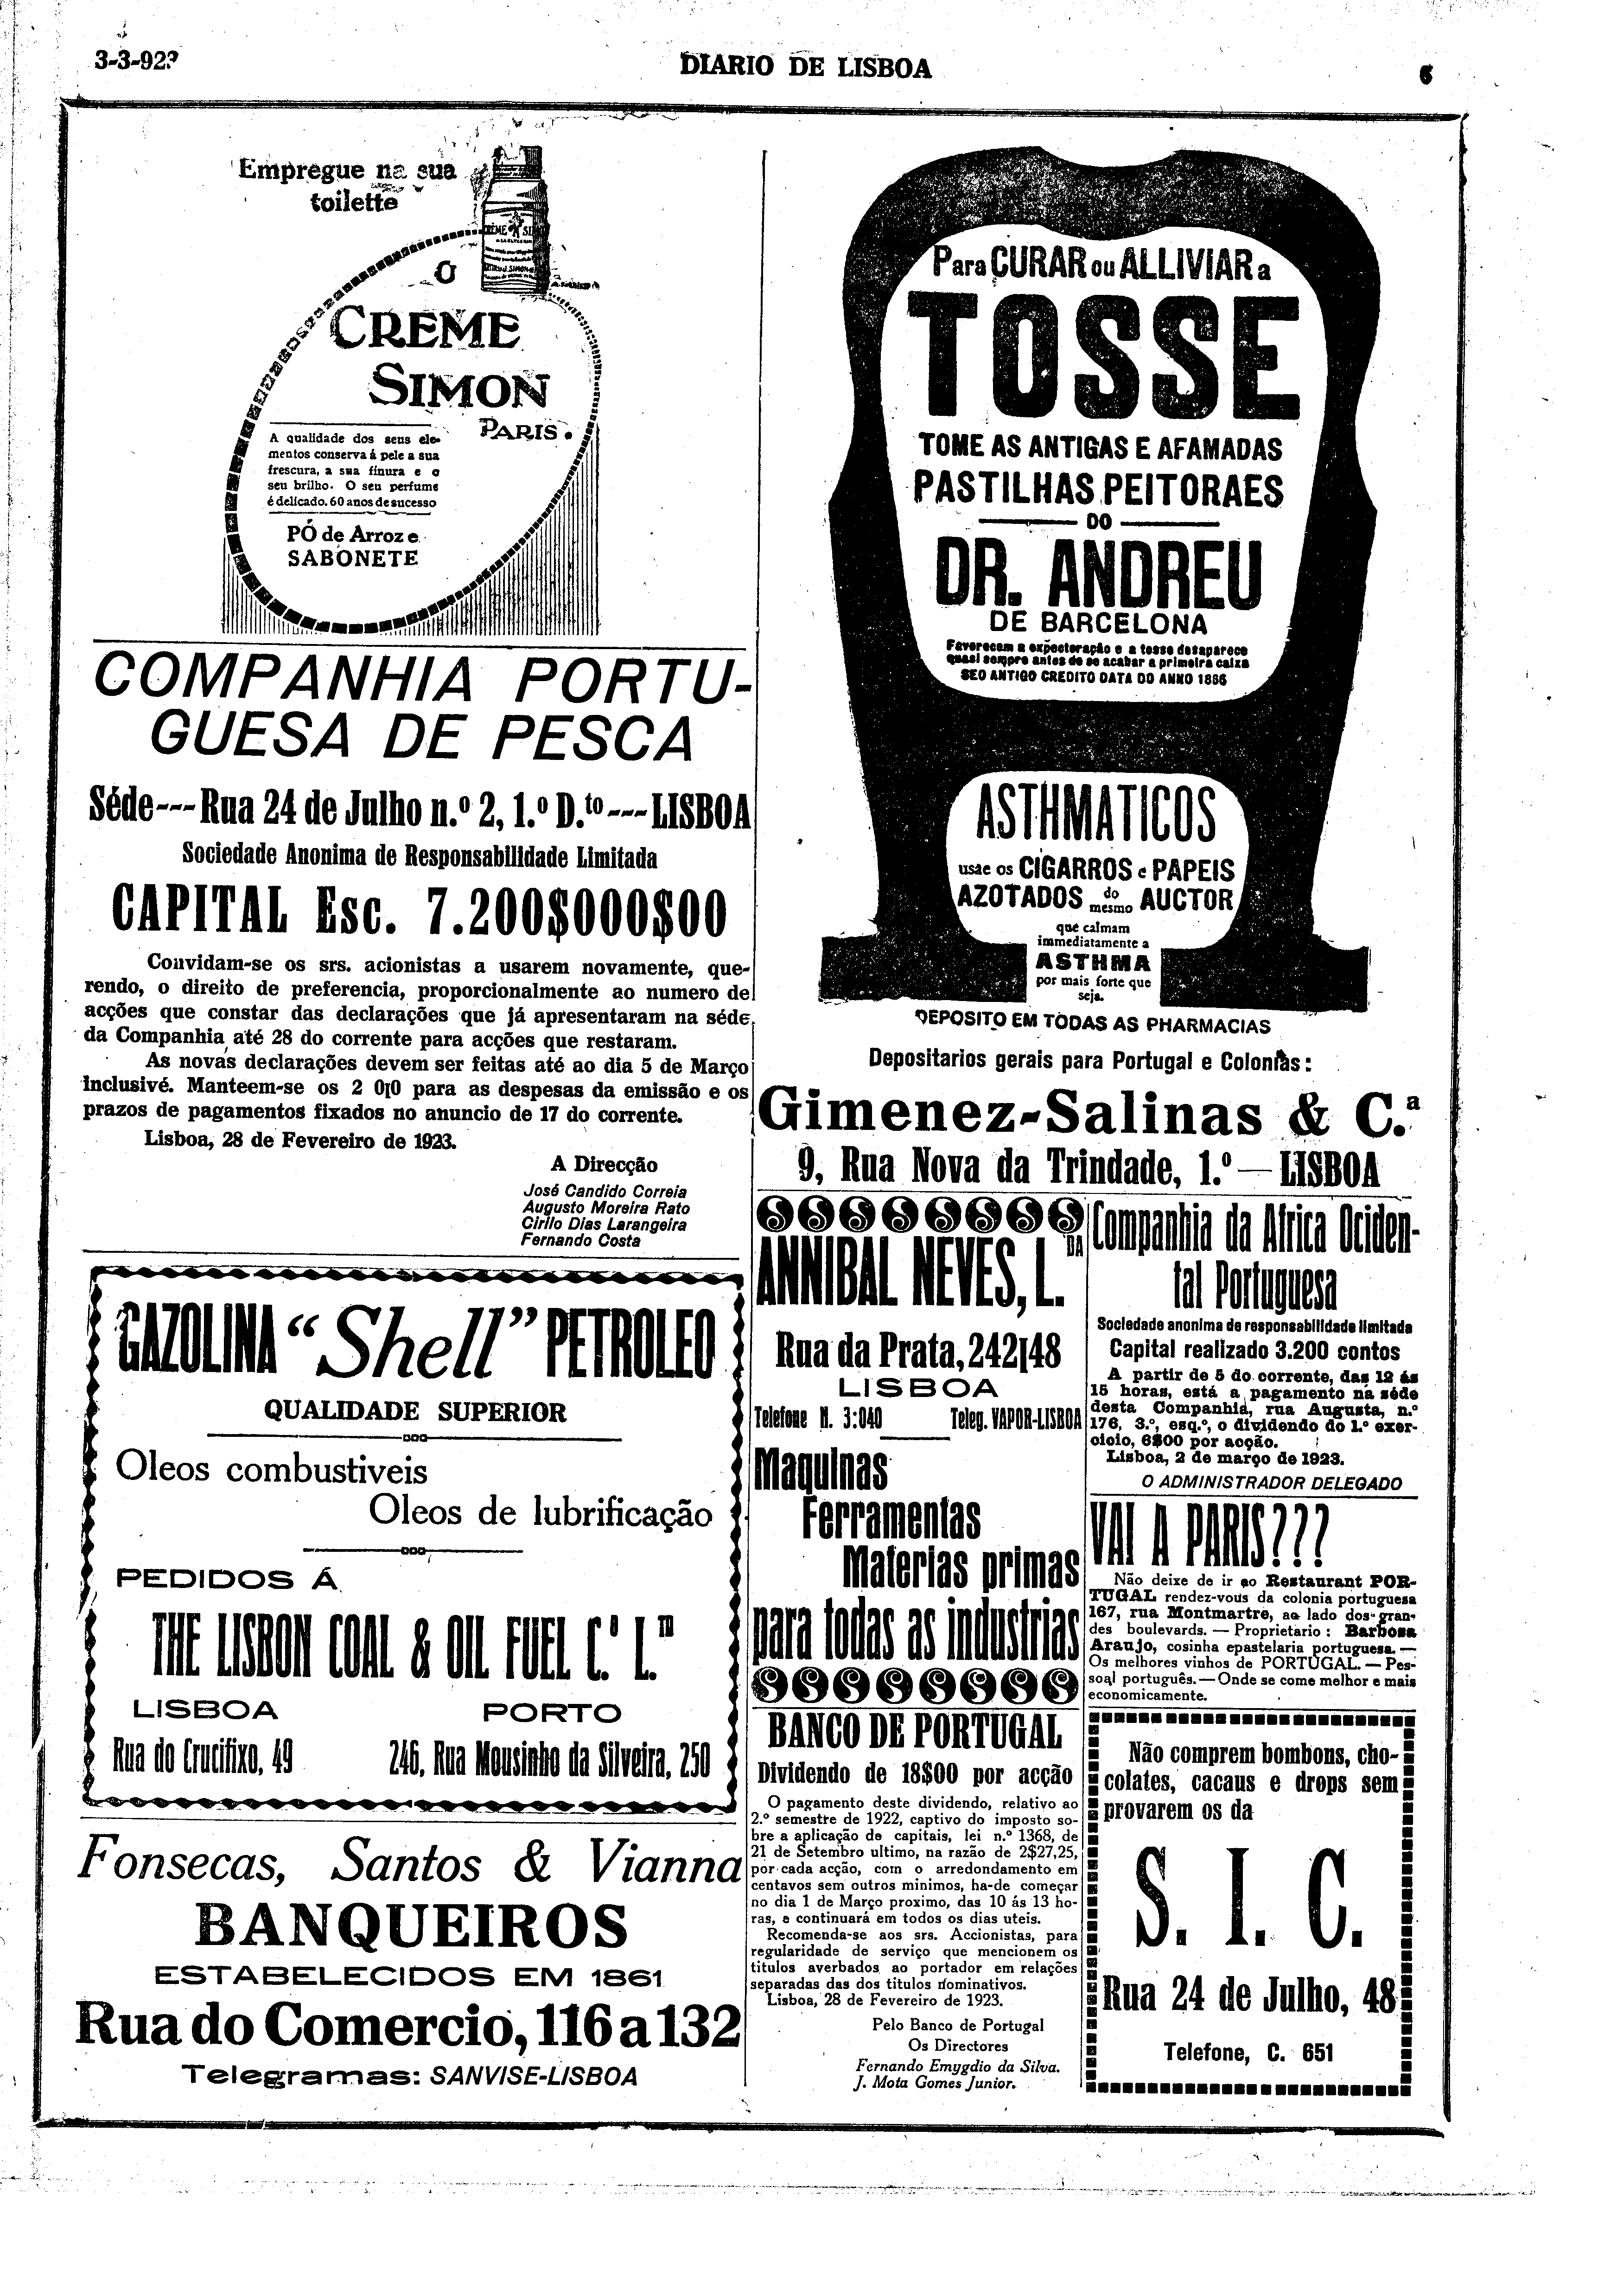 3-3-923
DIARIO DE LISBOA
Empregue na sua
toilette
O
CREME
SIMON
PARIS.
A qualidade dos seus ele-
mentos conserva á pele a sua
frescura, a sua finura e o
seu brilho. O seu perfume
é delicado. 60 anos de sucesso
PÓ de Arroz e
SABONETE
COMPANHIA PORTU-
GUESA DE PESCA
Séde---Rua 24 de Julho n.º 2, 1.º D.to---LISBOA
Sociedade Anonima de Responsabilidade Limitada
CAPITAL Esc. 7.200$000$00
Convidam-se os srs. acionistas a usarem novamente, que-
rendo, o direito de preferencia, proporcionalmente ao numero de
acções que constar das declarações que já apresentaram na séde
da Companhia até 28 do corrente para acções que restaram.
As novas declarações devem ser feitas até ao dia 5 de Março
inclusivé. Manteem-se os 2 0|0 para as despesas da emissão e os
prazos de pagamentos fixados no anuncio de 17 do corrente.
Lisboa, 28 de Fevereiro de 1923.
A Direcção
José Candido Correia
Augusto Moreira Rato
Cirilo Dias Larangeira
Fernando Costa
GAZOLINA "Shell" PETROLEO
QUALIDADE SUPERIOR
Oleos combustiveis
Oleos de lubrificação
PEDIDOS Á
THE LISBON COAL & OIL FUEL C.º L.TD
LISBOA PORTO
Rua do Crucifixo, 49 246, Rua Mousinho da Silveira, 250
Fonsecas, Santos & Vianna
BANQUEIROS
ESTABELECIDOS EM 1861
Rua do Comercio, 116 a 132
Telegramas: SANVISE-LISBOA
Para CURAR ou ALLIVIAR a
TOSSE
TOME AS ANTIGAS E AFAMADAS
PASTILHAS PEITORAES
DO
DR. ANDREU
DE BARCELONA
Favorecem a expectoração e a tosse desaparece
quasi sempre antes de se acabar a primeira caixa
SEO ANTIGO CREDITO DATA DO ANNO 1866
ASTHMATICOS
usae os CIGARROS e PAPEIS
AZOTADOS do mesmo AUCTOR
que calmam
immediatamente a
ASTHMA
por mais forte que
seja.
DEPOSITO EM TODAS AS PHARMACIAS
Depositarios gerais para Portugal e Colonias:
Gimenez-Salinas & C.ª
9, Rua Nova da Trindade, 1.º — LISBOA
ANNIBAL NEVES, L.DA
Rua da Prata, 242|48
LISBOA
Telefone N. 3:040 Teleg. VAPOR-LISBOA
Maquinas
Ferramentas
Materias primas
para todas as industrias
BANCO DE PORTUGAL
Dividendo de 18$00 por acção
O pagamento deste dividendo, relativo ao
2.º semestre de 1922, captivo do imposto so-
bre a aplicação de capitais, lei n.º 1368, de
21 de Setembro ultimo, na razão de 2$27,25,
por cada acção, com o arredondamento em
centavos sem outros minimos, ha-de começar
no dia 1 de Março proximo, das 10 ás 13 ho-
ras, e continuará em todos os dias uteis.
Recomenda-se aos srs. Accionistas, para
regularidade de serviço que mencionem os
titulos averbados ao portador em relações
separadas das dos titulos nominativos.
Lisboa, 28 de Fevereiro de 1923.
Pelo Banco de Portugal
Os Directores
Fernando Emygdio da Silva.
J. Mota Gomes Junior.
Companhia da Africa Ociden-
tal Portuguesa
Sociedade anonima de responsabilidade limitada
Capital realizado 3.200 contos
A partir de 5 do corrente, das 12 ás
15 horas, está a pagamento na séde
desta Companhia, rua Augusta, n.º
176, 3.º, esq.º, o dividendo do 1.º exer-
cicio, 6$00 por acção.
Lisboa, 2 de março de 1923.
O ADMINISTRADOR DELEGADO
VAI A PARIS???
Não deixe de ir ao Restaurant POR-
TUGAL rendez-vous da colonia portuguesa
167, rua Montmartre, ao lado dos gran-
des boulevards. — Proprietario: Barbosa
Araujo, cosinha e pastelaria portuguesa. —
Os melhores vinhos de PORTUGAL. — Pes-
soal português. — Onde se come melhor e mais
economicamente.
Não comprem bombons, cho-
colates, cacaus e drops sem
provarem os da
S. I. C.
Rua 24 de Julho, 48
Telefone, C. 651